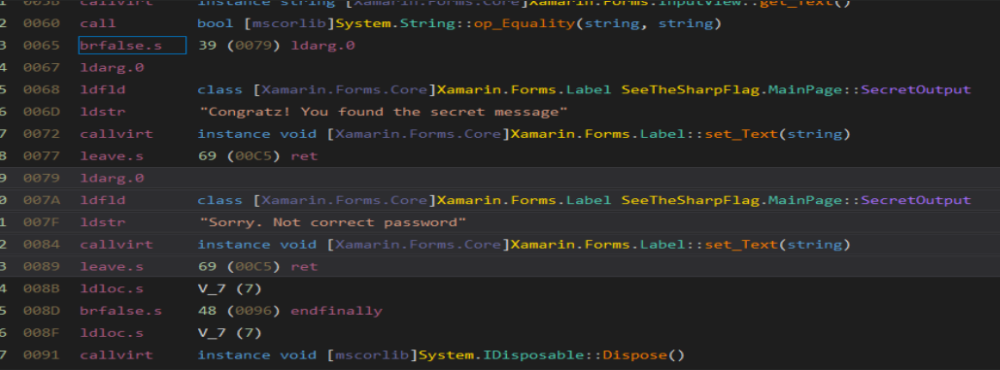 callvirt instance string [Xamarin.Forms.Core]Xamarin.Forms.InputView::get_Text()
2 0060 call bool [mscorlib]System.String::op_Equality(string, string)
3 0065 brfalse.s 39 (0079) ldarg.0
4 0067 ldarg.0
5 0068 ldfld class [Xamarin.Forms.Core]Xamarin.Forms.Label SeeTheSharpFlag.MainPage::SecretOutput
6 006D ldstr "Congratz! You found the secret message"
7 0072 callvirt instance void [Xamarin.Forms.Core]Xamarin.Forms.Label::set_Text(string)
8 0077 leave.s 69 (00C5) ret
9 0079 ldarg.0
0 007A ldfld class [Xamarin.Forms.Core]Xamarin.Forms.Label SeeTheSharpFlag.MainPage::SecretOutput
1 007F ldstr "Sorry. Not correct password"
2 0084 callvirt instance void [Xamarin.Forms.Core]Xamarin.Forms.Label::set_Text(string)
3 0089 leave.s 69 (00C5) ret
4 008B ldloc.s V_7 (7)
5 008D brfalse.s 48 (0096) endfinally
6 008F ldloc.s V_7 (7)
7 0091 callvirt instance void [mscorlib]System.IDisposable::Dispose()